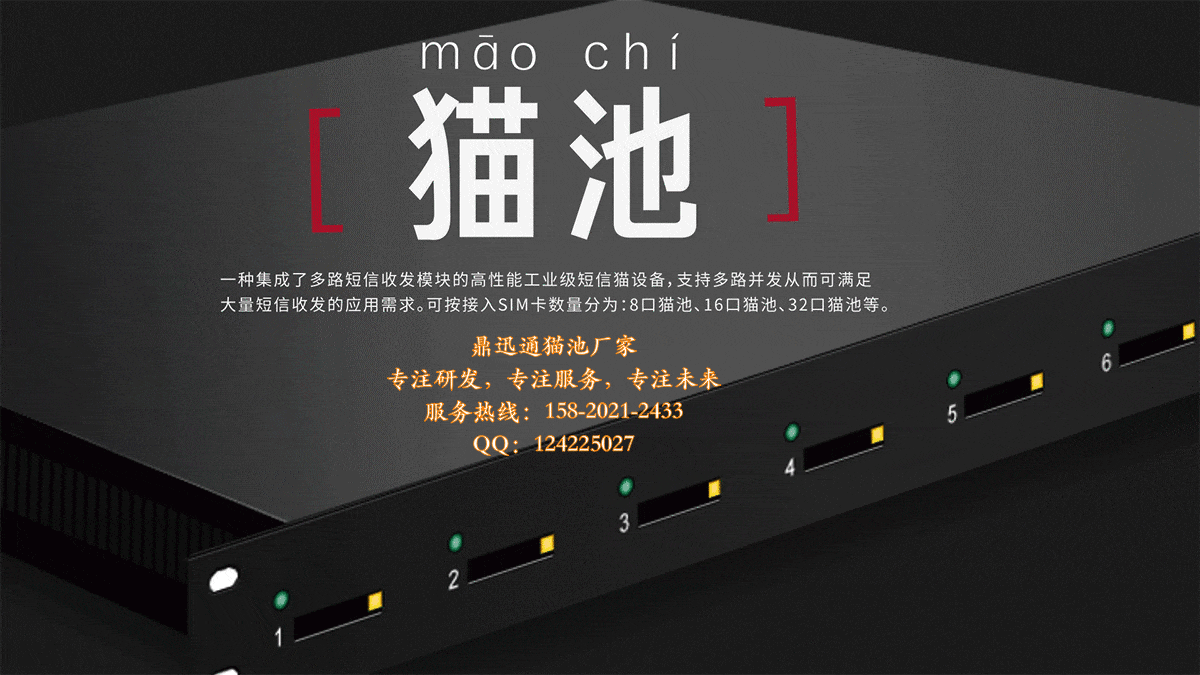 māo chí
[猫池]
一种集成了多路短信收发模块的高性能工业级短信猫设备,支持多路并发从而可满足
大量短信收发的应用需求。可按接入SIM卡数量分为:8口猫池、16口猫池、32口猫池等。
鼎迅通猫池厂家
专注研发，专注服务，专注未来
服务热线：158-2021-2433
QQ：124225027
1
2
3
4
5
6